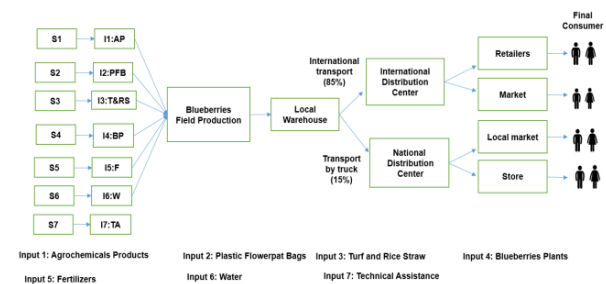 Final
Consumer
S1 I1:AP
S2 I2:PFB
S3 I3:T&RS
S4 I4:BP
S5 I5:F
S6 I6:W
S7 I7:TA
Blueberries
Field Production
Local
Warehouse
International
transport
(85%)
Transport
by truck
(15%)
International
Distribution
Center
National
Distribution
Center
Retailers
Market
Local market
Store
Input 1: Agrochemicals Products Input 2: Plastic Flowerpat Bags Input 3: Turf and Rice Straw Input 4: Blueberries Plants
Input 5: Fertilizers Input 6: Water Input 7: Technical Assistance